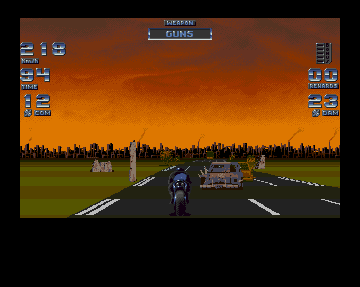 WEAPON
GUNS
218
Km/h
94
TIME
12
COM
00
REWARDS
23
DAM